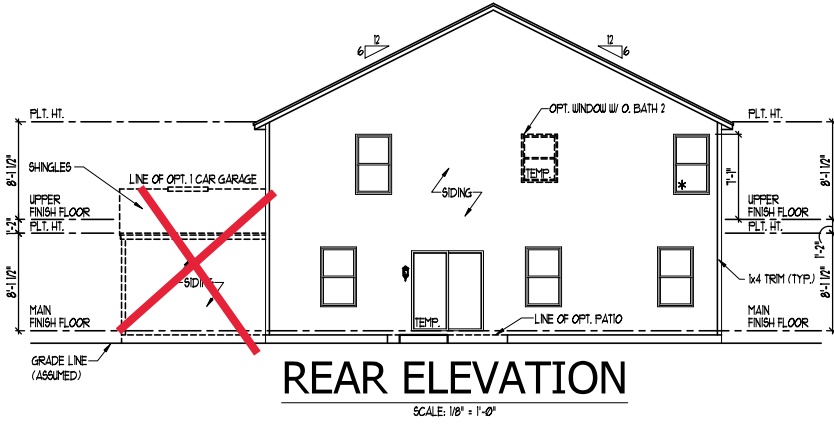 12
6
12
6
PLT. HT.
PLT. HT.
OPT. WINDOW W/ O. BATH 2
8'-1 1/2"
SHINGLES
LINE OF OPT. 1 CAR GARAGE
TEMP.
*
7'-1"
8'-1 1/2"
SIDING
UPPER
FINISH FLOOR
UPPER
FINISH FLOOR
1'-2"
PLT. HT.
PLT. HT.
1'-2"
8'-1 1/2"
SIDING
1x4 TRIM (TYP.)
8'-1 1/2"
MAIN
FINISH FLOOR
TEMP.
LINE OF OPT. PATIO
MAIN
FINISH FLOOR
GRADE LINE
(ASSUMED)
REAR ELEVATION
SCALE: 1/8" = 1'-0"